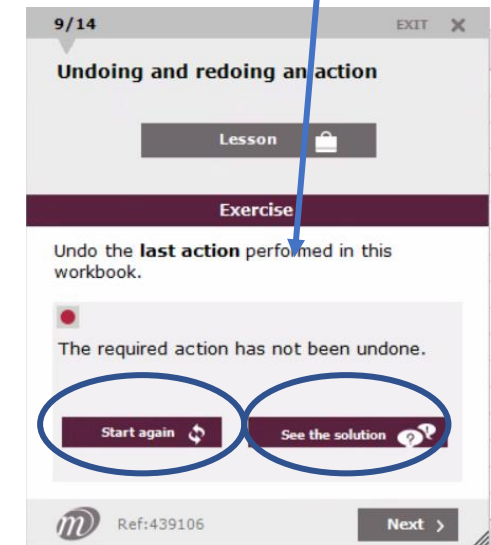 9/14 EXIT X
Undoing and redoing an action
Lesson
Exercise
Undo the last action performed in this
workbook.
The required action has not been undone.
Start again See the solution
m Ref:439106 Next >